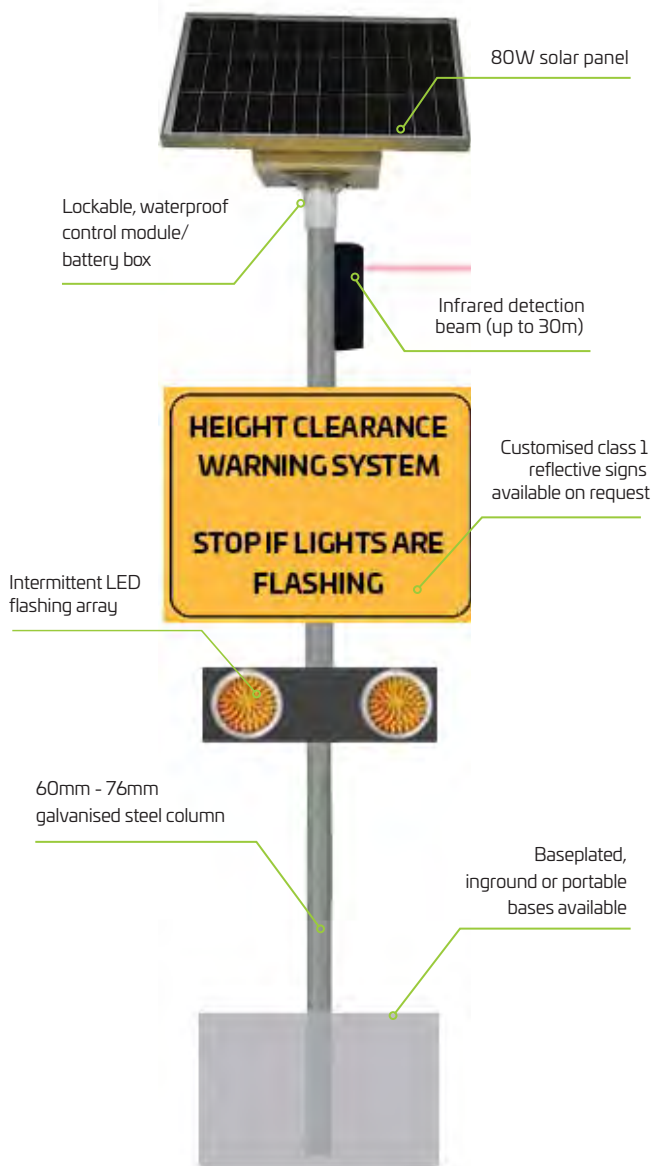 80W solar panel
Lockable, waterproof
control module/
battery box
Infrared detection
beam (up to 30m)
HEIGHT CLEARANCE
WARNING SYSTEM
STOP IF LIGHTS ARE
FLASHING
Customised class 1
reflective signs
available on request
Intermittent LED
flashing array
60mm - 76mm
galvanised steel column
Baseplated,
inground or portable
bases available